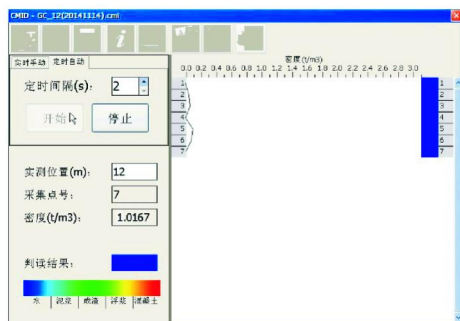 CMID - GC_12(20141114).cml
实时手动 定时自动
定时间隔(s): 2
开始 停止
实测位置(m): 12
采集点号: 7
密度(t/m3): 1.0167
判读结果:
水 泥浆 成渣 浮浆 混凝土
密度(t/m3)
0.0 0.2 0.4 0.6 0.8 1.0 1.2 1.4 1.6 1.8 2.0 2.2 2.4 2.6 2.8 3.0
1 1
2 2
3 3
4 4
5 5
6 6
7 7